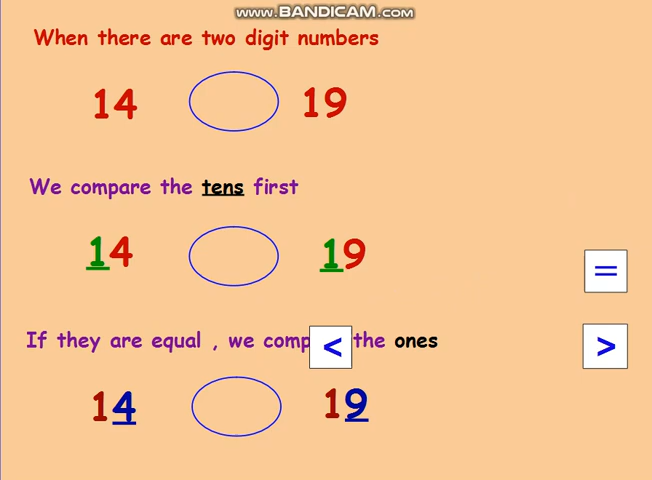 www.BANDICAM.com
When there are two digit numbers
14 19
We compare the tens first
14 19
=
If they are equal , we comp < the ones
>
14 19